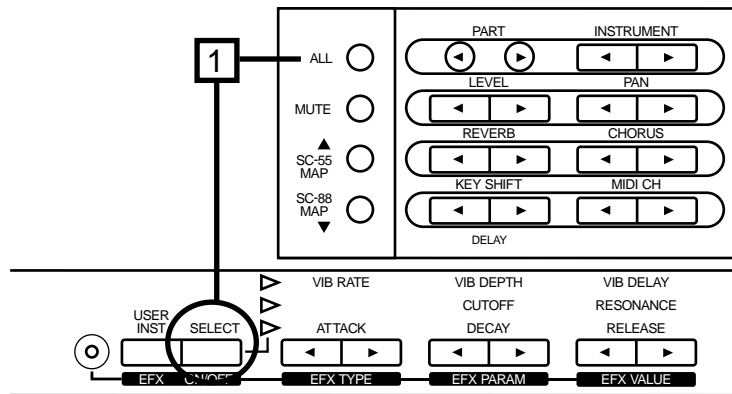 PART INSTRUMENT
1 ALL
LEVEL PAN
MUTE
REVERB CHORUS
SC-55
MAP
KEY SHIFT MIDI CH
SC-88
MAP
DELAY
VIB RATE VIB DEPTH VIB DELAY
CUTOFF RESONANCE
USER
INST SELECT ATTACK DECAY RELEASE
EFX ON/OFF EFX TYPE EFX PARAM EFX VALUE